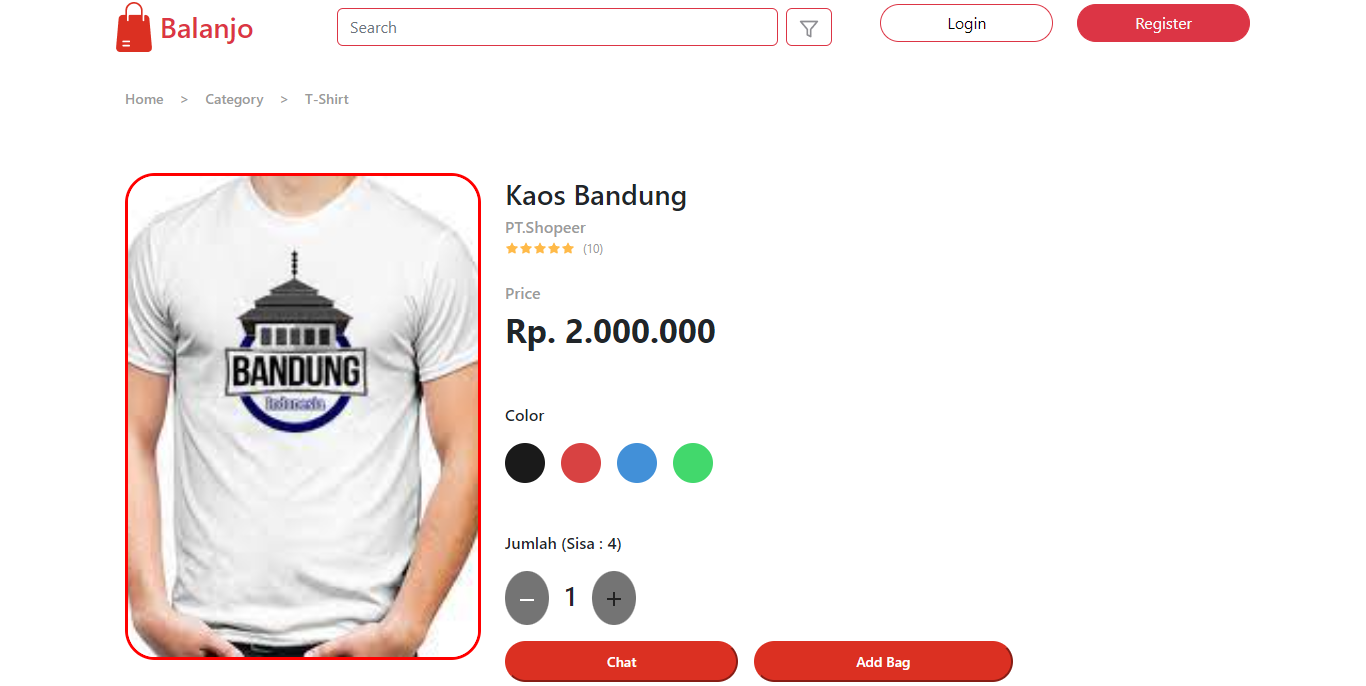 Balanjo
Search
Login
Register
Home > Category > T-Shirt
BANDUNG
Indonesia
Kaos Bandung
PT.Shopeer
(10)
Price
Rp. 2.000.000
Color
Jumlah (Sisa : 4)
− 1 +
Chat
Add Bag